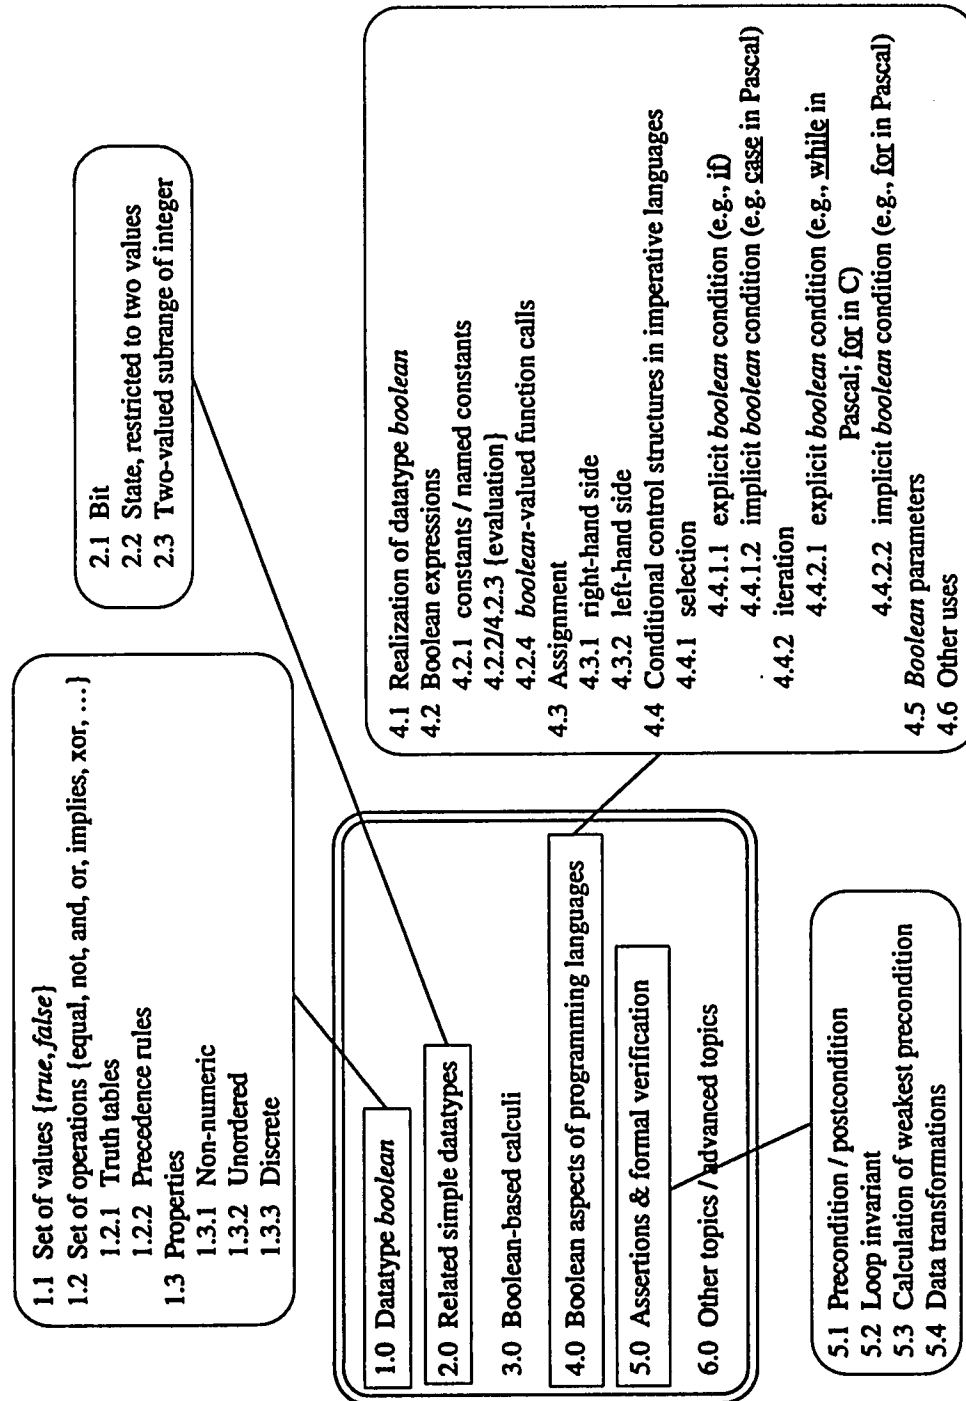 1.1 Set of values {true, false}
1.2 Set of operations {equal, not, and, or, implies, xor, ...}
1.2.1 Truth tables
1.2.2 Precedence rules
1.3 Properties
1.3.1 Non-numeric
1.3.2 Unordered
1.3.3 Discrete
2.1 Bit
2.2 State, restricted to two values
2.3 Two-valued subrange of integer
1.0 Datatype boolean
2.0 Related simple datatypes
3.0 Boolean-based calculi
4.0 Boolean aspects of programming languages
5.0 Assertions & formal verification
6.0 Other topics / advanced topics
4.1 Realization of datatype boolean
4.2 Boolean expressions
4.2.1 constants / named constants
4.2.2/4.2.3 {evaluation}
4.2.4 boolean-valued function calls
4.3 Assignment
4.3.1 right-hand side
4.3.2 left-hand side
4.4 Conditional control structures in imperative languages
4.4.1 selection
4.4.1.1 explicit boolean condition (e.g., if)
4.4.1.2 implicit boolean condition (e.g. case in Pascal)
4.4.2 iteration
4.4.2.1 explicit boolean condition (e.g., while in
Pascal; for in C)
4.4.2.2 implicit boolean condition (e.g., for in Pascal)
4.5 Boolean parameters
4.6 Other uses
5.1 Precondition / postcondition
5.2 Loop invariant
5.3 Calculation of weakest precondition
5.4 Data transformations